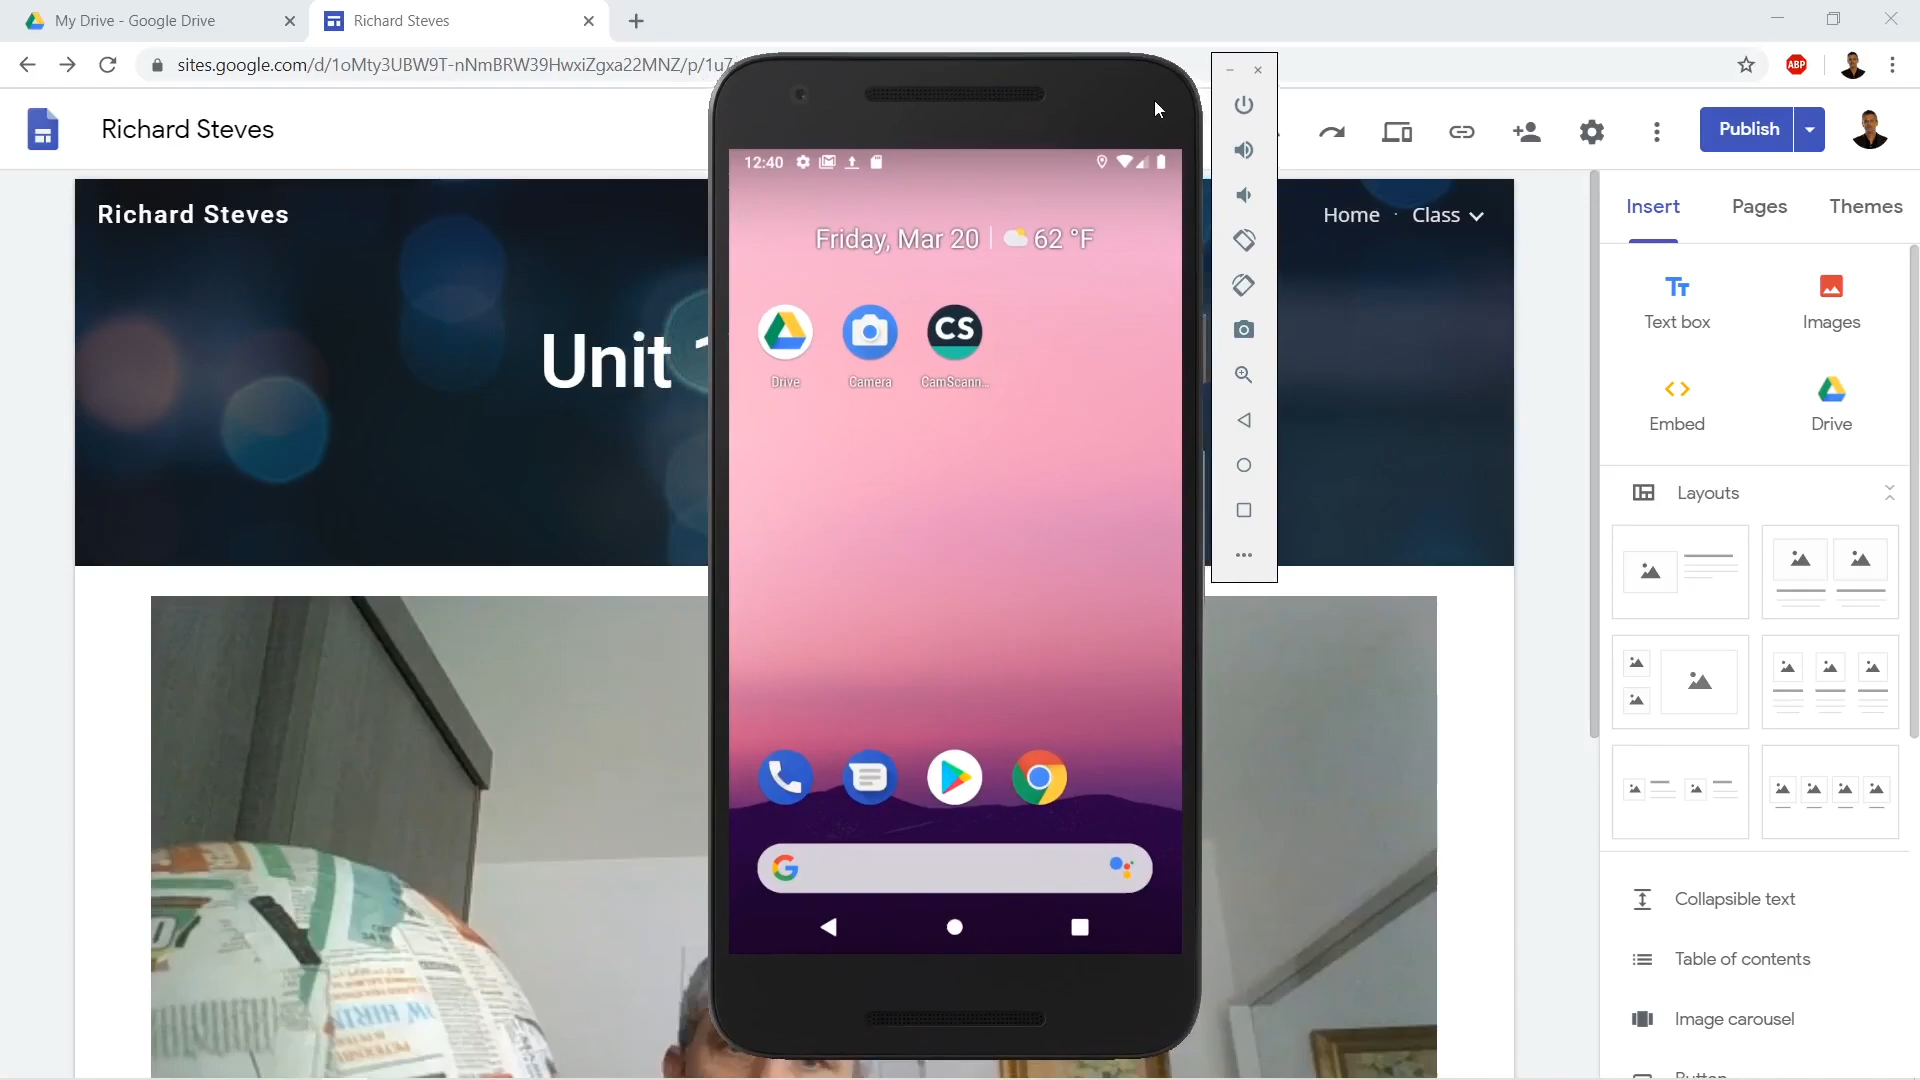 My Drive - Google Drive
Richard Steves
sites.google.com/d/1oMty3UBW9T-nNmBRW39HwxiZgxa22MNZ/p/1u7
ABP
Richard Steves
Publish
12:40
Richard Steves
Home · Class
Insert
Pages
Themes
Friday, Mar 20
62 °F
Unit
CS
Drive
Camera
CamScann...
Text box
Images
Embed
Drive
Layouts
Collapsible text
Table of contents
Image carousel
Button